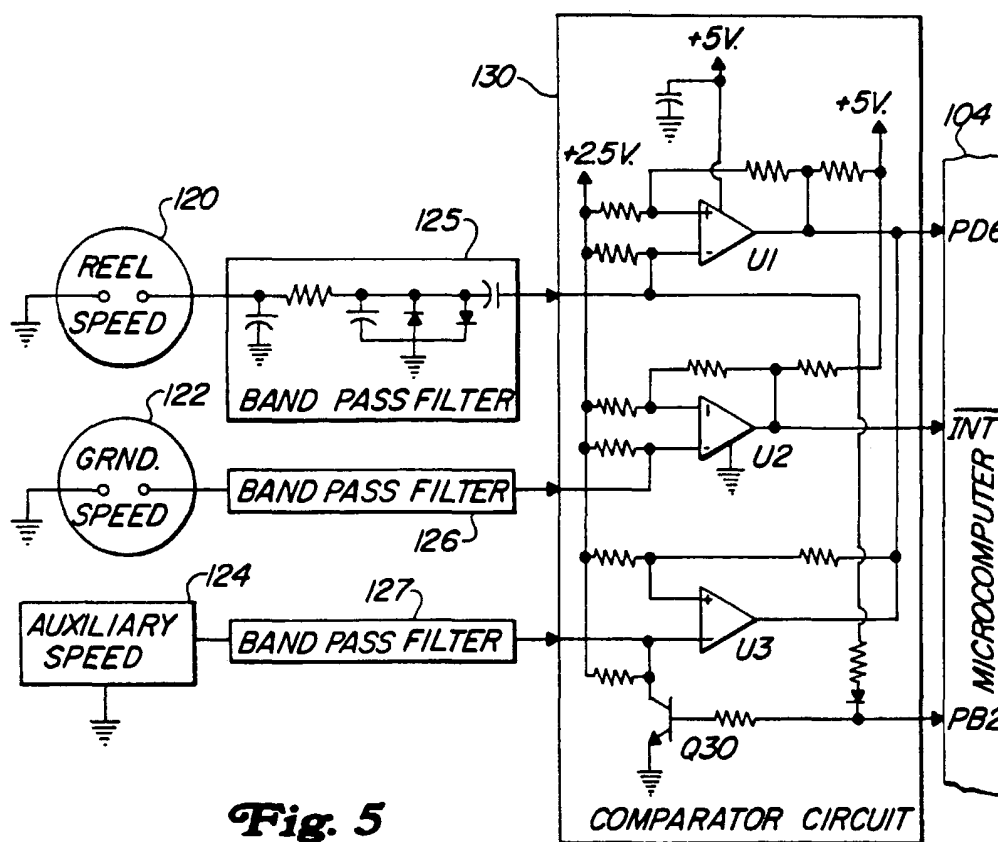 +5V.
130
+5V.
104
+2.5V.
120
125
REEL
SPEED
+
-
U1
PD6
BAND PASS FILTER
122
GRND.
SPEED
-
U2
INT
BAND PASS FILTER
126
124
127
AUXILIARY
SPEED
BAND PASS FILTER
+
-
U3
MICROCOMPUTER
Q30
PB2
Fig. 5
COMPARATOR CIRCUIT